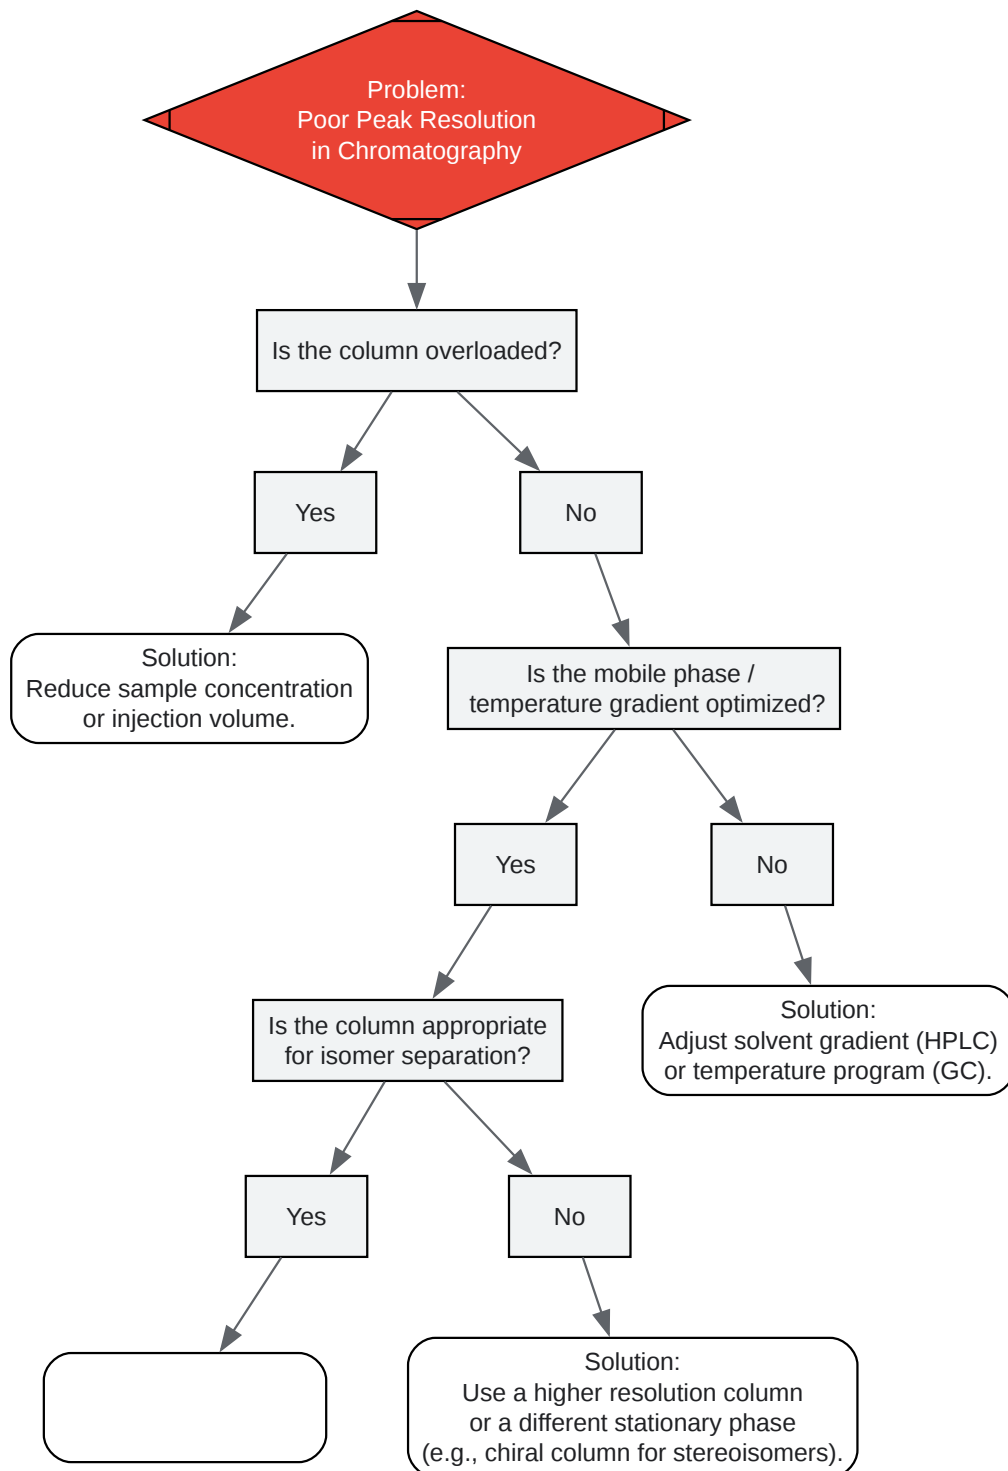 Problem:
Poor Peak Resolution
in Chromatography
Is the column overloaded?
Yes
No
Solution:
Reduce sample concentration
or injection volume.
Is the mobile phase /
temperature gradient optimized?
Yes
No
Is the column appropriate
for isomer separation?
Solution:
Adjust solvent gradient (HPLC)
or temperature program (GC).
Yes
No
Solution:
Use a higher resolution column
or a different stationary phase
(e.g., chiral column for stereoisomers).